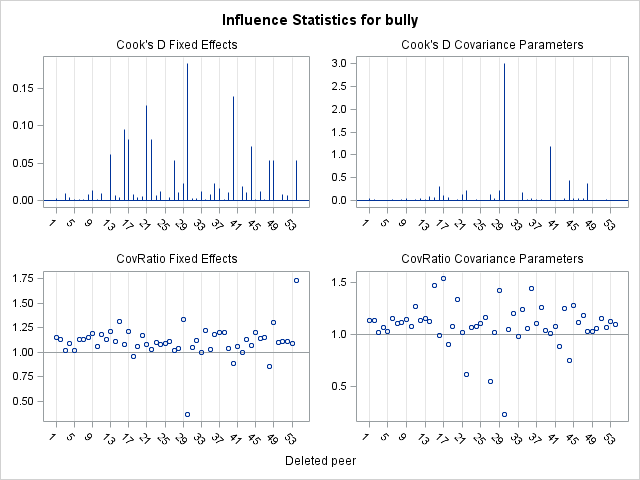 Influence Statistics for bully
Cook's D Fixed Effects
0.15
0.10
0.05
0.00
1 5 9 13 17 21 25 29 33 37 41 45 49 53
Cook's D Covariance Parameters
3.0
2.5
2.0
1.5
1.0
0.5
0.0
1 5 9 13 17 21 25 29 33 37 41 45 49 53
CovRatio Fixed Effects
1.75
1.50
1.25
1.00
0.75
0.50
1 5 9 13 17 21 25 29 33 37 41 45 49 53
CovRatio Covariance Parameters
1.5
1.0
0.5
1 5 9 13 17 21 25 29 33 37 41 45 49 53
Deleted peer